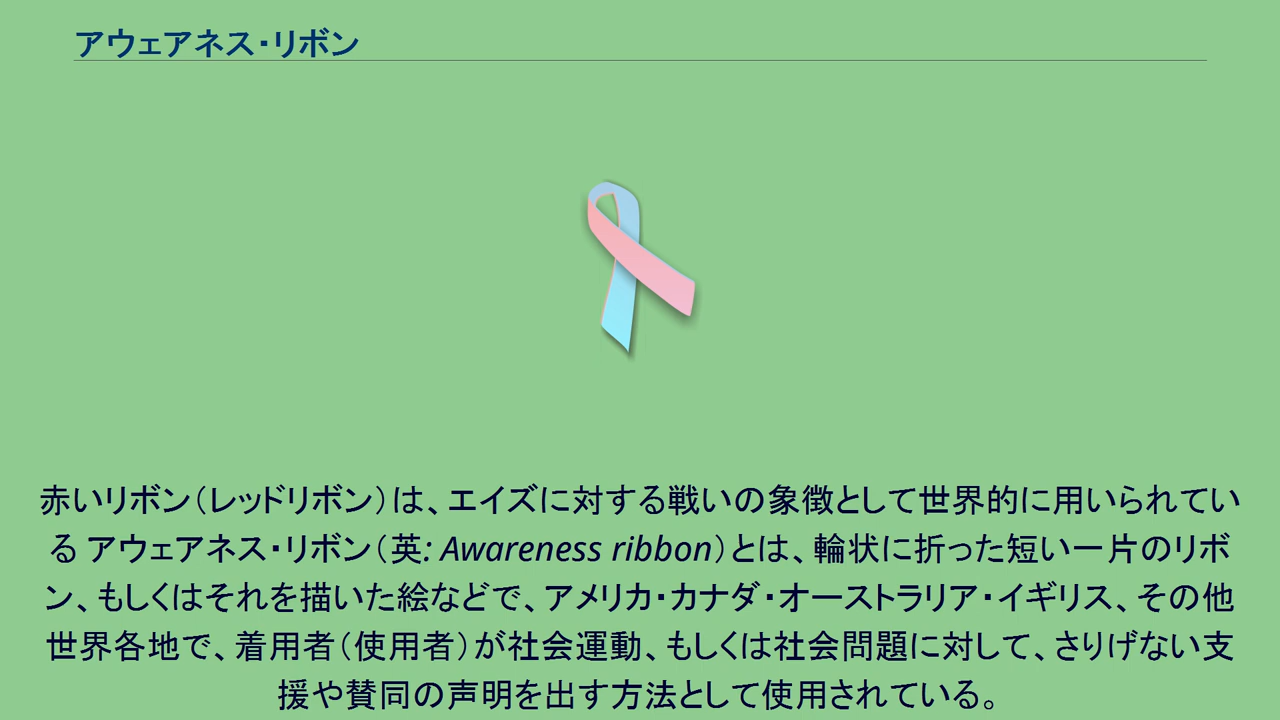 アウェアネス・リボン
赤いリボン（レッドリボン）は、エイズに対する戦いの象徴として世界的に用いられてい
る アウェアネス・リボン（英: Awareness ribbon）とは、輪状に折った短い一片のリボ
ン、もしくはそれを描いた絵などで、アメリカ・カナダ・オーストラリア・イギリス、その他
世界各地で、着用者（使用者）が社会運動、もしくは社会問題に対して、さりげない支
援や賛同の声明を出す方法として使用されている。